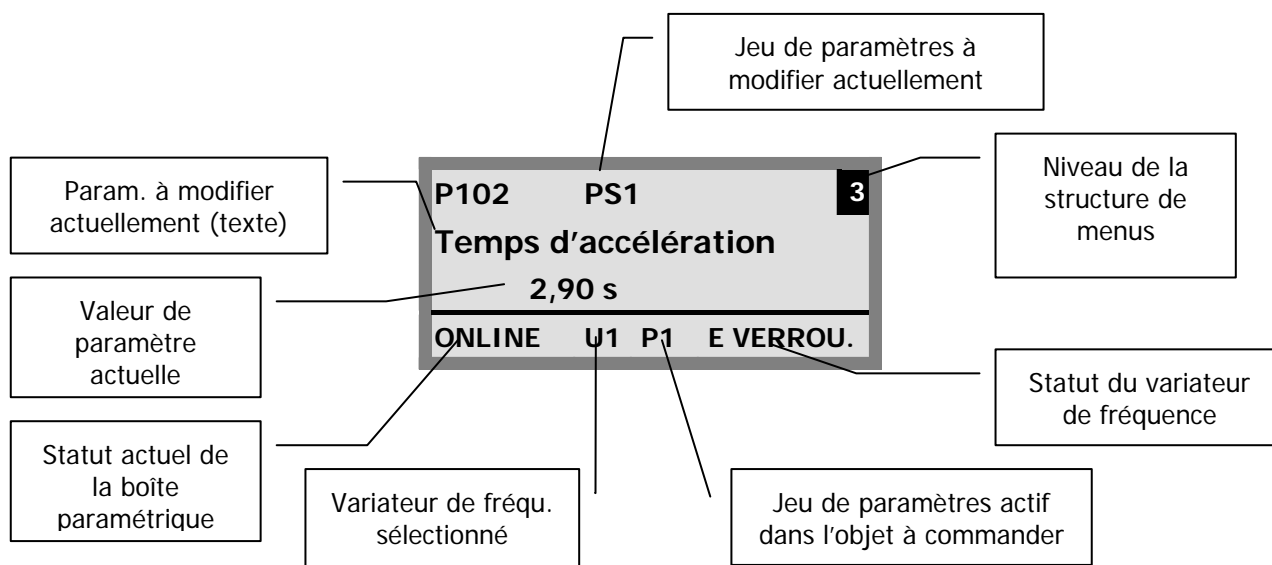 Jeu de paramètres à
modifier actuellement
Param. à modifier
actuellement (texte)
Niveau de la
structure de
menus
P102 PS1 3
Temps d'accélération
2,90 s
ONLINE U1 P1 E VERROU.
Valeur de
paramètre
actuelle
Statut du variateur
de fréquence
Statut actuel de
la boîte
paramétrique
Variateur de fréqu.
sélectionné
Jeu de paramètres actif
dans l'objet à commander